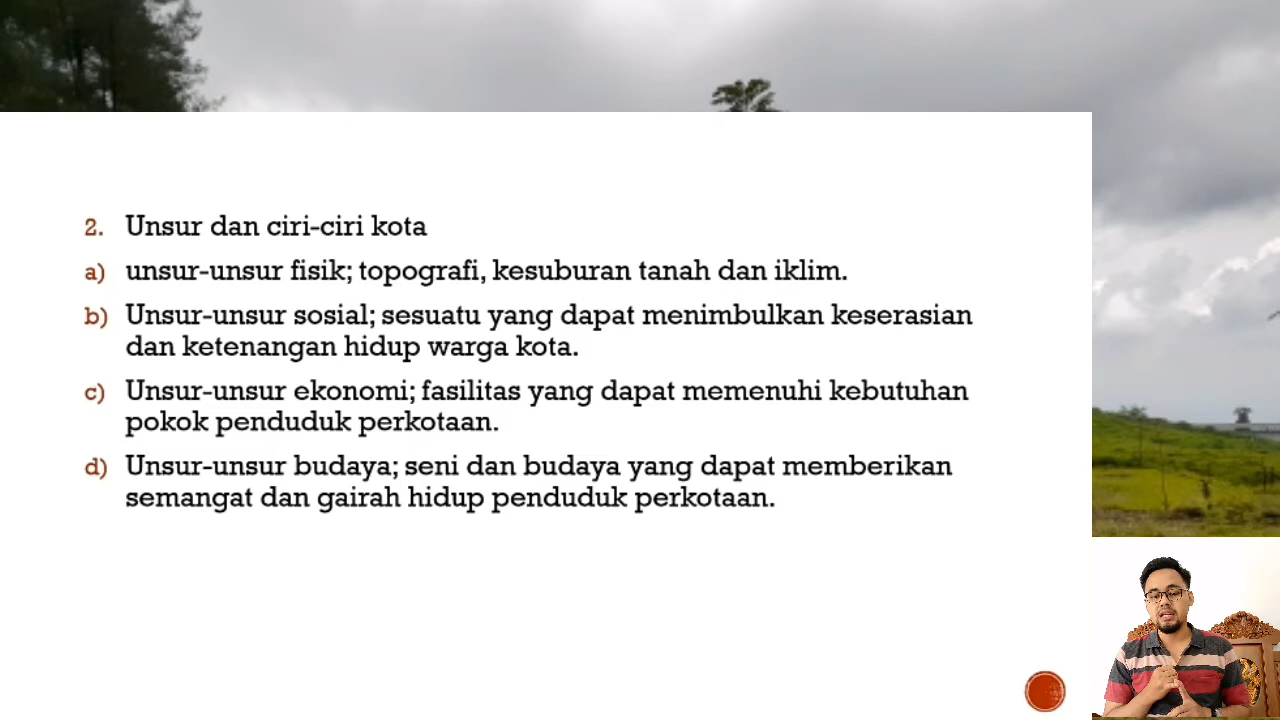 2. Unsur dan ciri-ciri kota
a) unsur-unsur fisik; topografi, kesuburan tanah dan iklim.
b) Unsur-unsur sosial; sesuatu yang dapat menimbulkan keserasian
dan ketenangan hidup warga kota.
c) Unsur-unsur ekonomi; fasilitas yang dapat memenuhi kebutuhan
pokok penduduk perkotaan.
d) Unsur-unsur budaya; seni dan budaya yang dapat memberikan
semangat dan gairah hidup penduduk perkotaan.